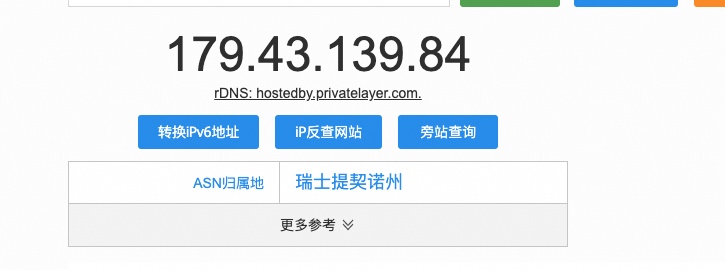 179.43.139.84
rDNS: hostedby.privatelayer.com.
转换iPv6地址 iP反查网站 旁站查询
ASN归属地 瑞士提契诺州
更多参考